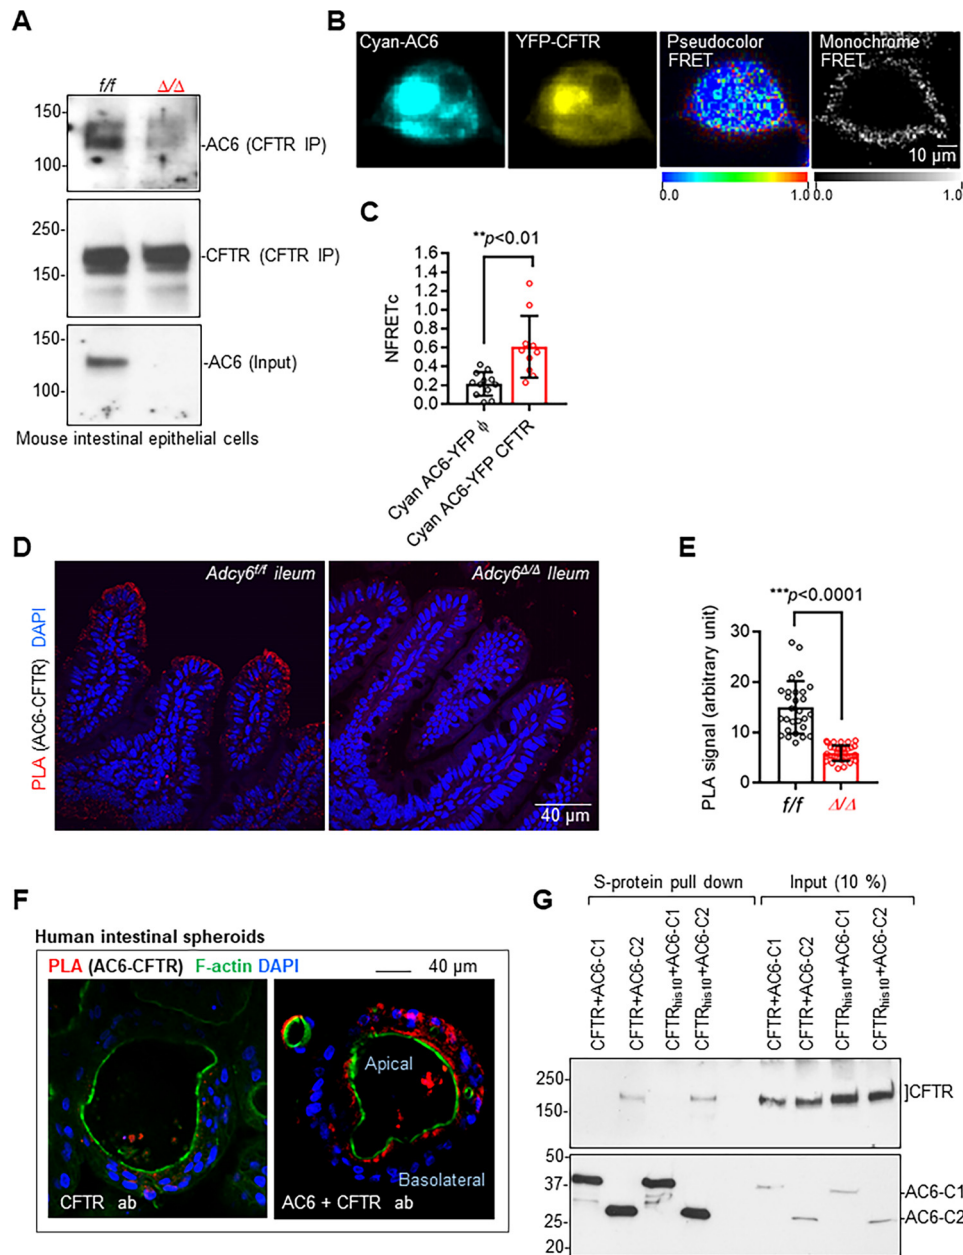 A
f/f Δ/Δ
150-
100-
-AC6 (CFTR IP)
250-
150-
-CFTR (CFTR IP)
150-
100-
-AC6 (Input)
Mouse intestinal epithelial cells
B
Cyan-AC6
YFP-CFTR
Pseudocolor
FRET
Monochrome
FRET
10 µm
0.0 1.0 0.0 1.0
C
**p<0.01
NFRETc
1.6
1.4
1.2
1.0
0.8
0.6
0.4
0.2
0.0
Cyan AC6-YFP ϕ
Cyan AC6-YFP CFTR
D
PLA (AC6-CFTR) DAPI
Adcy6f/f ileum
Adcy6Δ/Δ Ileum
40 µm
E
***p<0.0001
PLA signal (arbitrary unit)
30
20
10
0
f/f Δ/Δ
F
Human intestinal spheroids
PLA (AC6-CFTR) F-actin DAPI
40 µm
CFTR ab
Apical
Basolateral
AC6 + CFTR ab
G
S-protein pull down
Input (10 %)
CFTR+AC6-C1
CFTR+AC6-C2
CFTRhis10+AC6-C1
CFTRhis10+AC6-C2
CFTR+AC6-C1
CFTR+AC6-C2
CFTRhis10+AC6-C1
CFTRhis10+AC6-C2
250-
150-
]CFTR
50-
37-
25-
20-
-AC6-C1
-AC6-C2